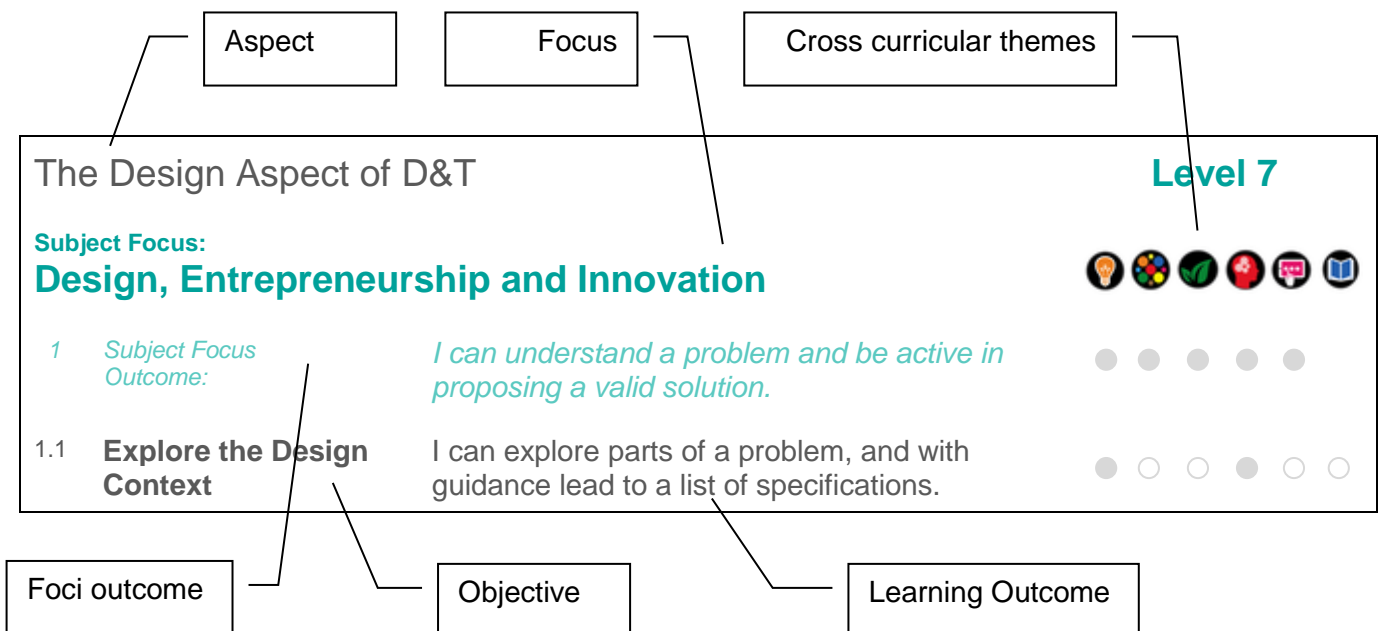 Aspect
Focus
Cross curricular themes
The Design Aspect of D&T
Level 7
Subject Focus:
Design, Entrepreneurship and Innovation
1 Subject Focus
Outcome:
I can understand a problem and be active in
proposing a valid solution.
1.1 Explore the Design
Context
I can explore parts of a problem, and with
guidance lead to a list of specifications.
Foci outcome
Objective
Learning Outcome